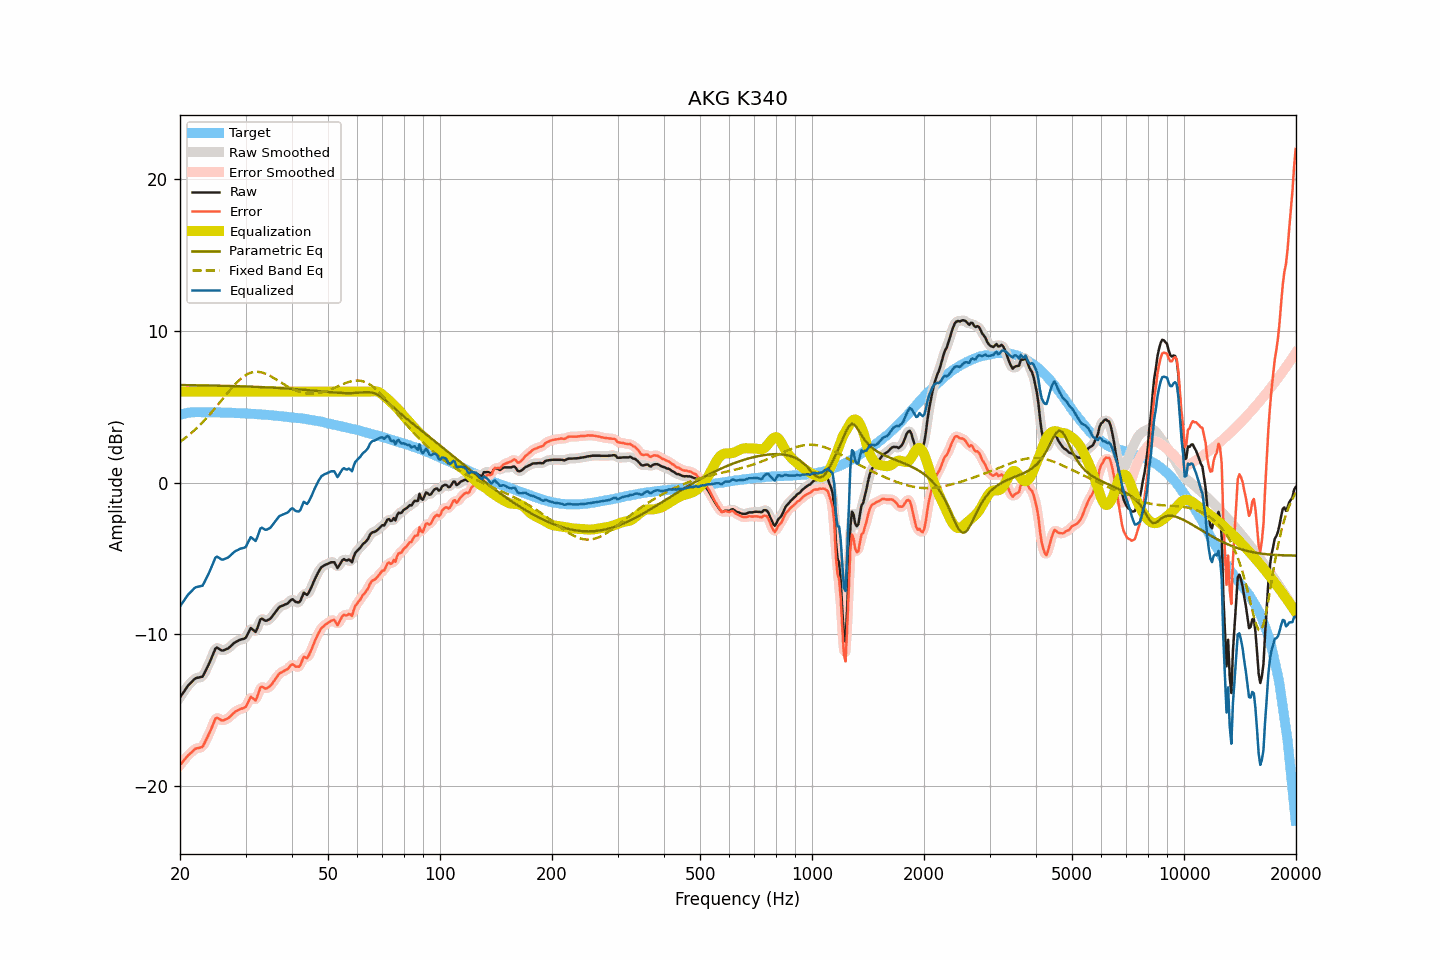 AKG K340
Target
Raw Smoothed
Error Smoothed
Raw
Error
Equalization
Parametric Eq
Fixed Band Eq
Equalized
20
10
0
−10
−20
Amplitude (dBr)
20 50 100 200 500 1000 2000 5000 10000 20000
Frequency (Hz)